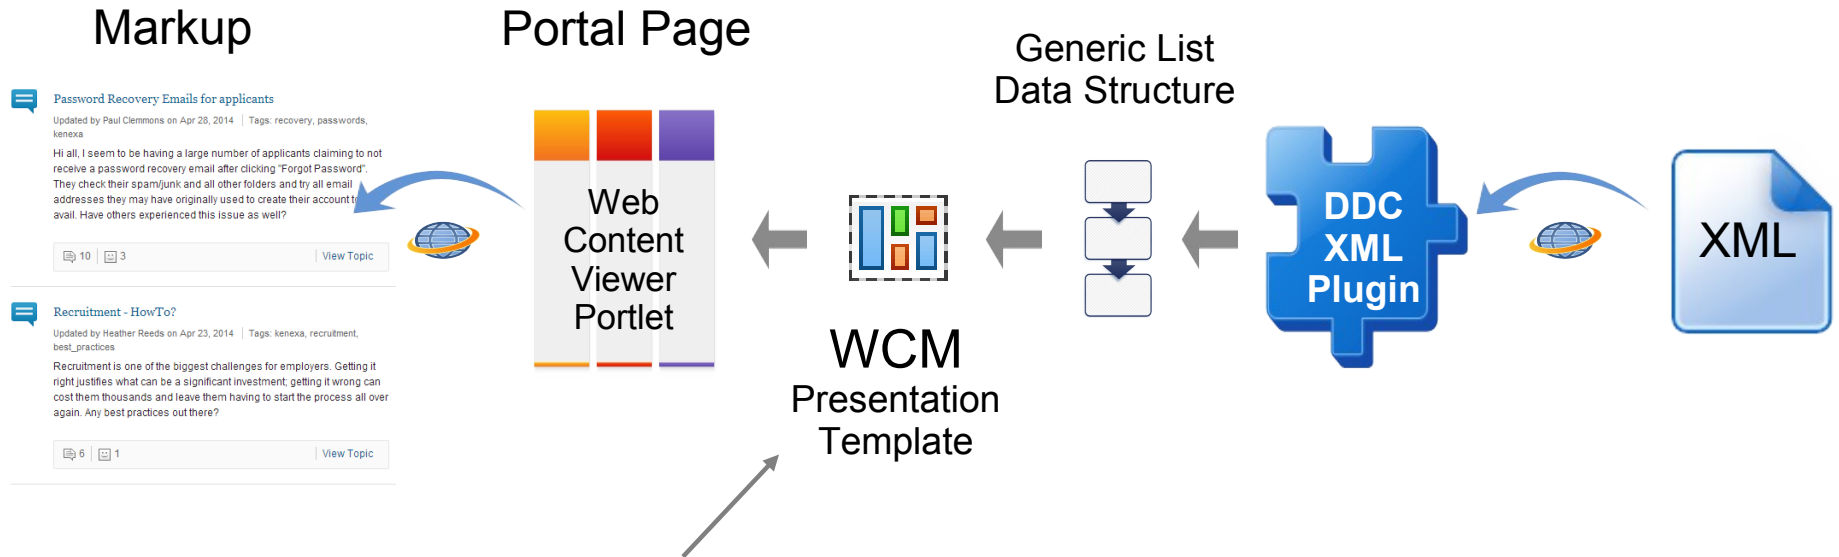 Markup
Password Recovery Emails for applicants
Updated by Paul Clemmons on Apr 28, 2014 | Tags: recovery, passwords,
kenexa
Hi all, I seem to be having a large number of applicants claiming to not
receive a password recovery email after clicking "Forgot Password".
They check their spam/junk and all other folders and try all email
addresses they may have originally used to create their account to
avail. Have others experienced this issue as well?
10 | 3 | View Topic
Recruitment - HowTo?
Updated by Heather Reeds on Apr 23, 2014 | Tags: kenexa, recruitment,
best_practices
Recruitment is one of the biggest challenges for employers. Getting it
right justifies what can be a significant investment; getting it wrong can
cost them thousands and leave them having to start the process all over
again. Any best practices out there?
6 | 1 | View Topic
Portal Page
Web
Content
Viewer
Portlet
WCM
Presentation
Template
Generic List
Data Structure
DDC
XML
Plugin
XML